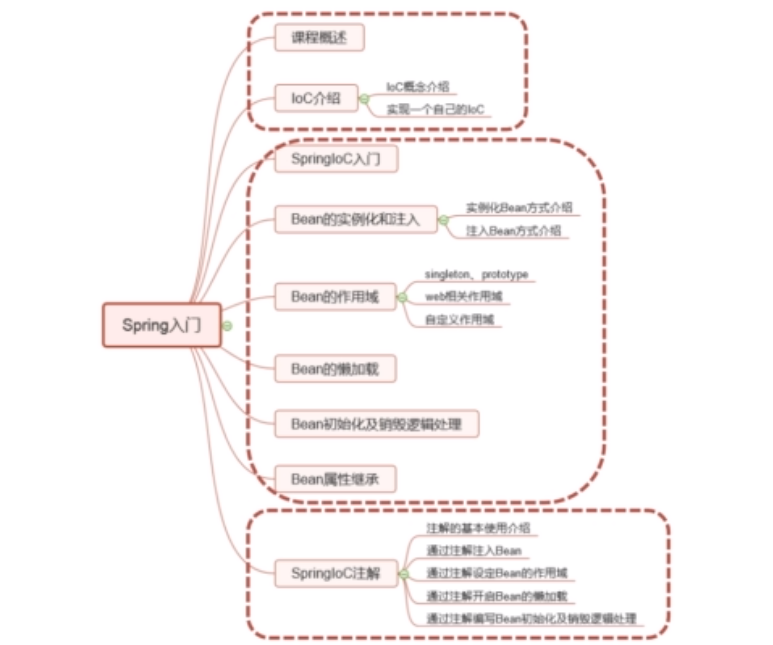 课程概述
IoC介绍
IoC概念介绍
实现一个自己的IoC
SpringIoC入门
Bean的实例化和注入
实例化Bean方式介绍
注入Bean方式介绍
Bean的作用域
singleton、prototype
web相关作用域
自定义作用域
Spring入门
Bean的懒加载
Bean初始化及销毁逻辑处理
Bean属性继承
SpringIoC注解
注解的基本使用介绍
通过注解注入Bean
通过注解设定Bean的作用域
通过注解开启Bean的懒加载
通过注解编写Bean初始化及销毁逻辑处理